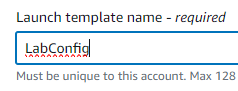 Launch template name - required
LabConfig
Must be unique to this account. Max 128